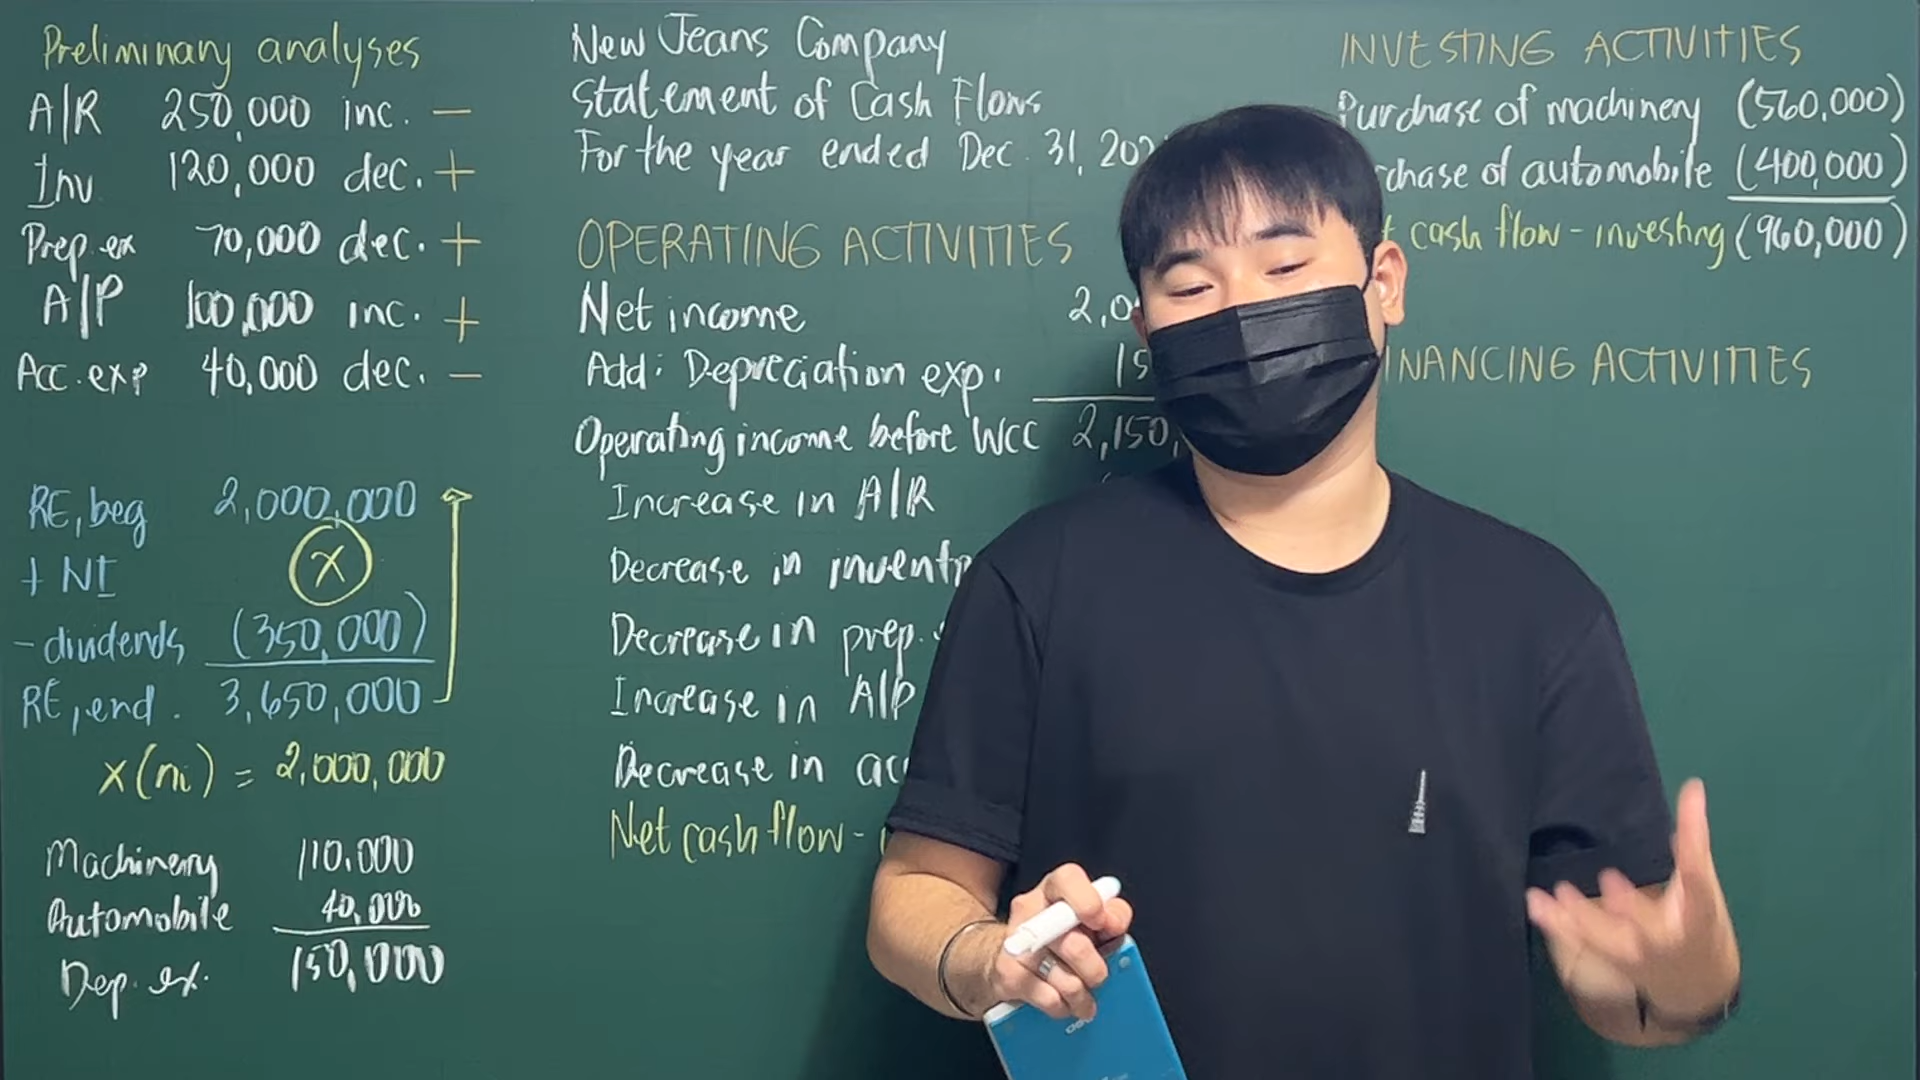 Preliminary analyses
A/R 250,000 inc. −
Inv 120,000 dec. +
Prep. ex 70,000 dec. +
A/P 100,000 inc. +
Acc. exp 40,000 dec. −
RE, beg 2,000,000
+ NI X
- dividends (350,000)
RE, end. 3,650,000
X (ni) = 2,000,000
Machinery 110,000
Automobile 40,000
Dep. ex. 150,000
New Jeans Company
Statement of Cash Flows
For the year ended Dec. 31,
OPERATING ACTIVITIES
Net income
Add: Depreciation exp.
Operating income before WCC 2,150,
Increase in A/R
Decrease in
Decrease in prep.
Increase in A/P
Decrease in
Net cash flow -
INVESTING ACTIVITIES
Purchase of machinery (560,000)
of automobile (400,000)
cash flow - investing (960,000)
ACTIVITIES